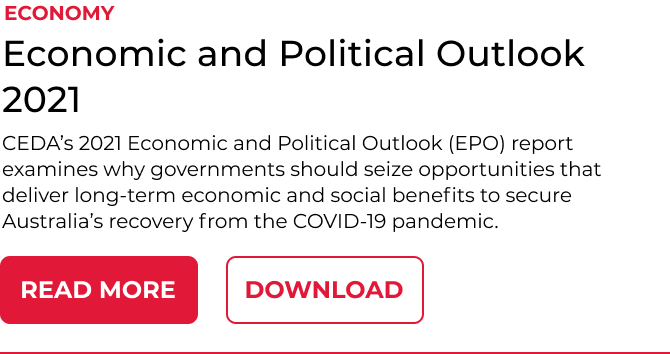 ECONOMY
Economic and Political Outlook
2021
CEDA’s 2021 Economic and Political Outlook (EPO) report
examines why governments should seize opportunities that
deliver long-term economic and social benefits to secure
Australia’s recovery from the COVID-19 pandemic.
READ MORE DOWNLOAD